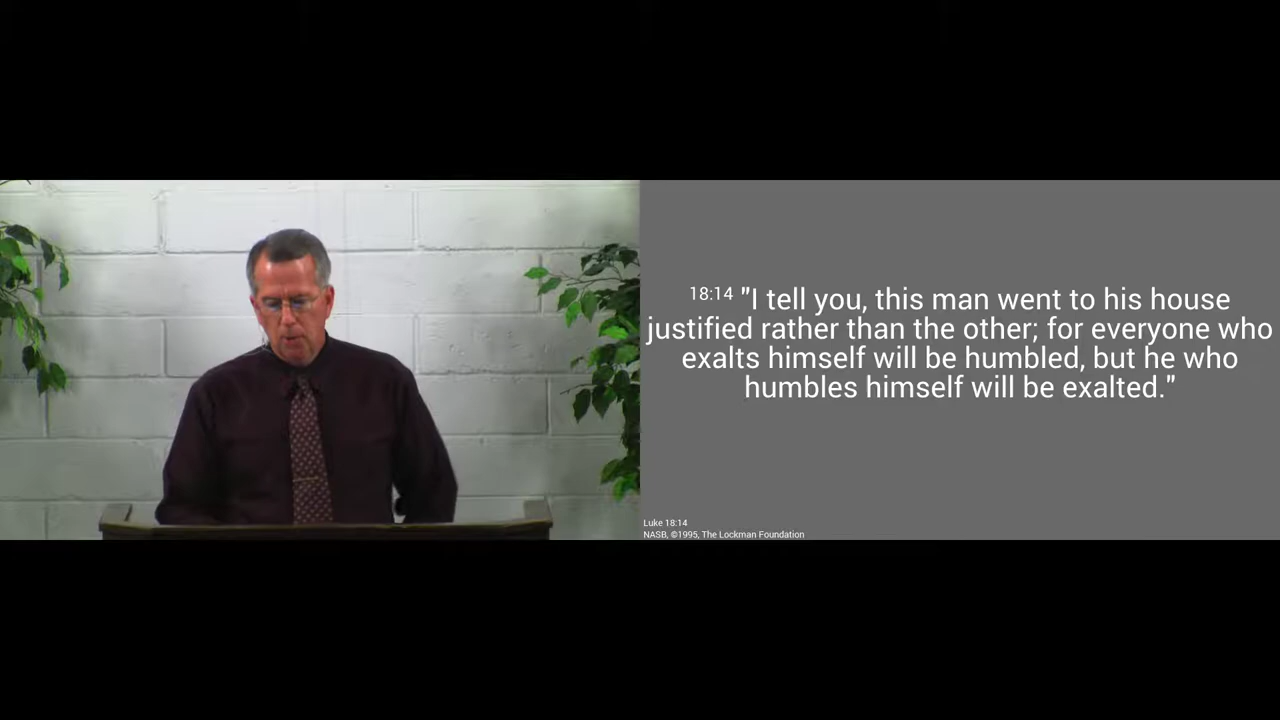 18:14 "I tell you, this man went to his house
justified rather than the other; for everyone who
exalts himself will be humbled, but he who
humbles himself will be exalted."
Luke 18:14
NASB, ©1995, The Lockman Foundation